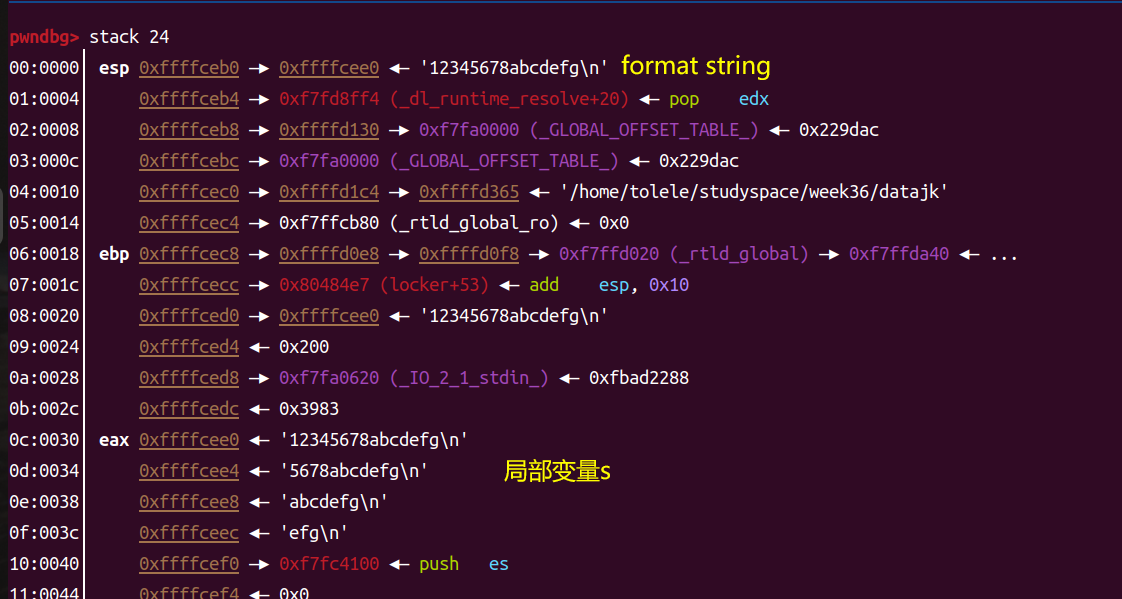 pwndbg> stack 24
00:0000│ esp 0xffffceb0 —▸ 0xffffcee0 ◂— '12345678abcdefg\n' format string
01:0004│ 0xffffceb4 —▸ 0xf7fd8ff4 (_dl_runtime_resolve+20) ◂— pop edx
02:0008│ 0xffffceb8 —▸ 0xffffd130 —▸ 0xf7fa0000 (_GLOBAL_OFFSET_TABLE_) ◂— 0x229dac
03:000c│ 0xffffcebc —▸ 0xf7fa0000 (_GLOBAL_OFFSET_TABLE_) ◂— 0x229dac
04:0010│ 0xffffcec0 —▸ 0xffffd1c4 —▸ 0xffffd365 ◂— '/home/tolele/studyspace/week36/datajk'
05:0014│ 0xffffcec4 —▸ 0xf7ffcb80 (_rtld_global_ro) ◂— 0x0
06:0018│ ebp 0xffffcec8 —▸ 0xffffd0e8 —▸ 0xffffd0f8 —▸ 0xf7ffd020 (_rtld_global) —▸ 0xf7ffda40 ◂— ...
07:001c│ 0xffffcecc —▸ 0x80484e7 (locker+53) ◂— add esp, 0x10
08:0020│ 0xffffced0 —▸ 0xffffcee0 ◂— '12345678abcdefg\n'
09:0024│ 0xffffced4 ◂— 0x200
0a:0028│ 0xffffced8 —▸ 0xf7fa0620 (_IO_2_1_stdin_) ◂— 0xfbad2288
0b:002c│ 0xffffcedc ◂— 0x3983
0c:0030│ eax 0xffffcee0 ◂— '12345678abcdefg\n'
0d:0034│ 0xffffcee4 ◂— '5678abcdefg\n' 局部变量s
0e:0038│ 0xffffcee8 ◂— 'abcdefg\n'
0f:003c│ 0xffffceec ◂— 'efg\n'
10:0040│ 0xffffcef0 —▸ 0xf7fc4100 ◂— push es
11:0044│ 0xffffcef4 ◂— 0x0